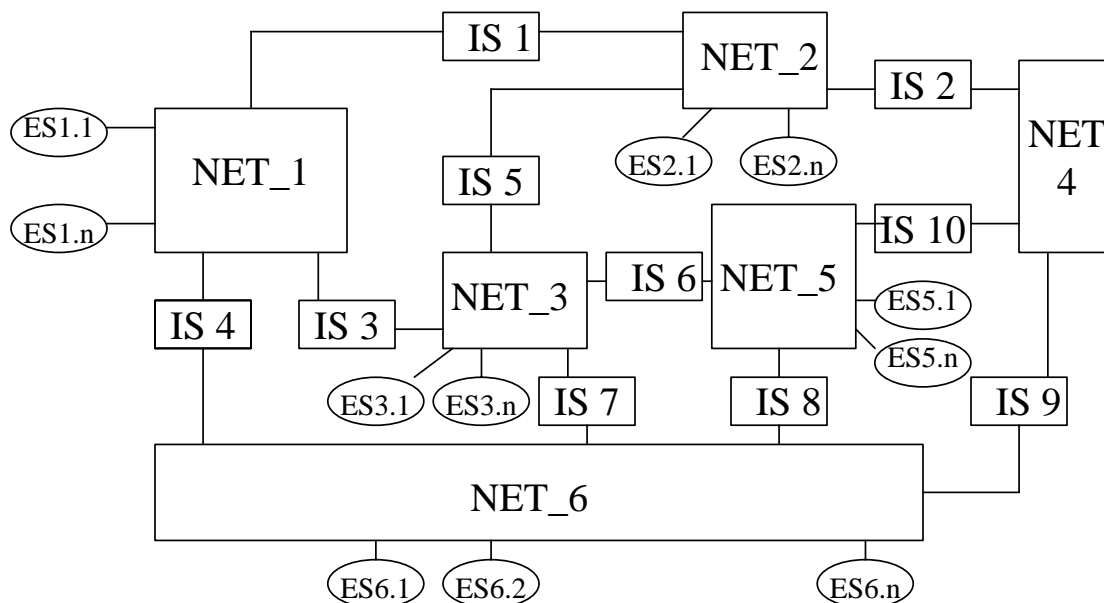 IS 1
NET_2
IS 2
ES1.1
NET_1
ES2.1
ES2.n
NET
4
IS 5
ES1.n
IS 10
IS 6
NET_5
NET_3
ES5.1
IS 4
IS 3
ES5.n
ES3.1
ES3.n
IS 7
IS 8
IS 9
NET_6
ES6.1
ES6.2
ES6.n